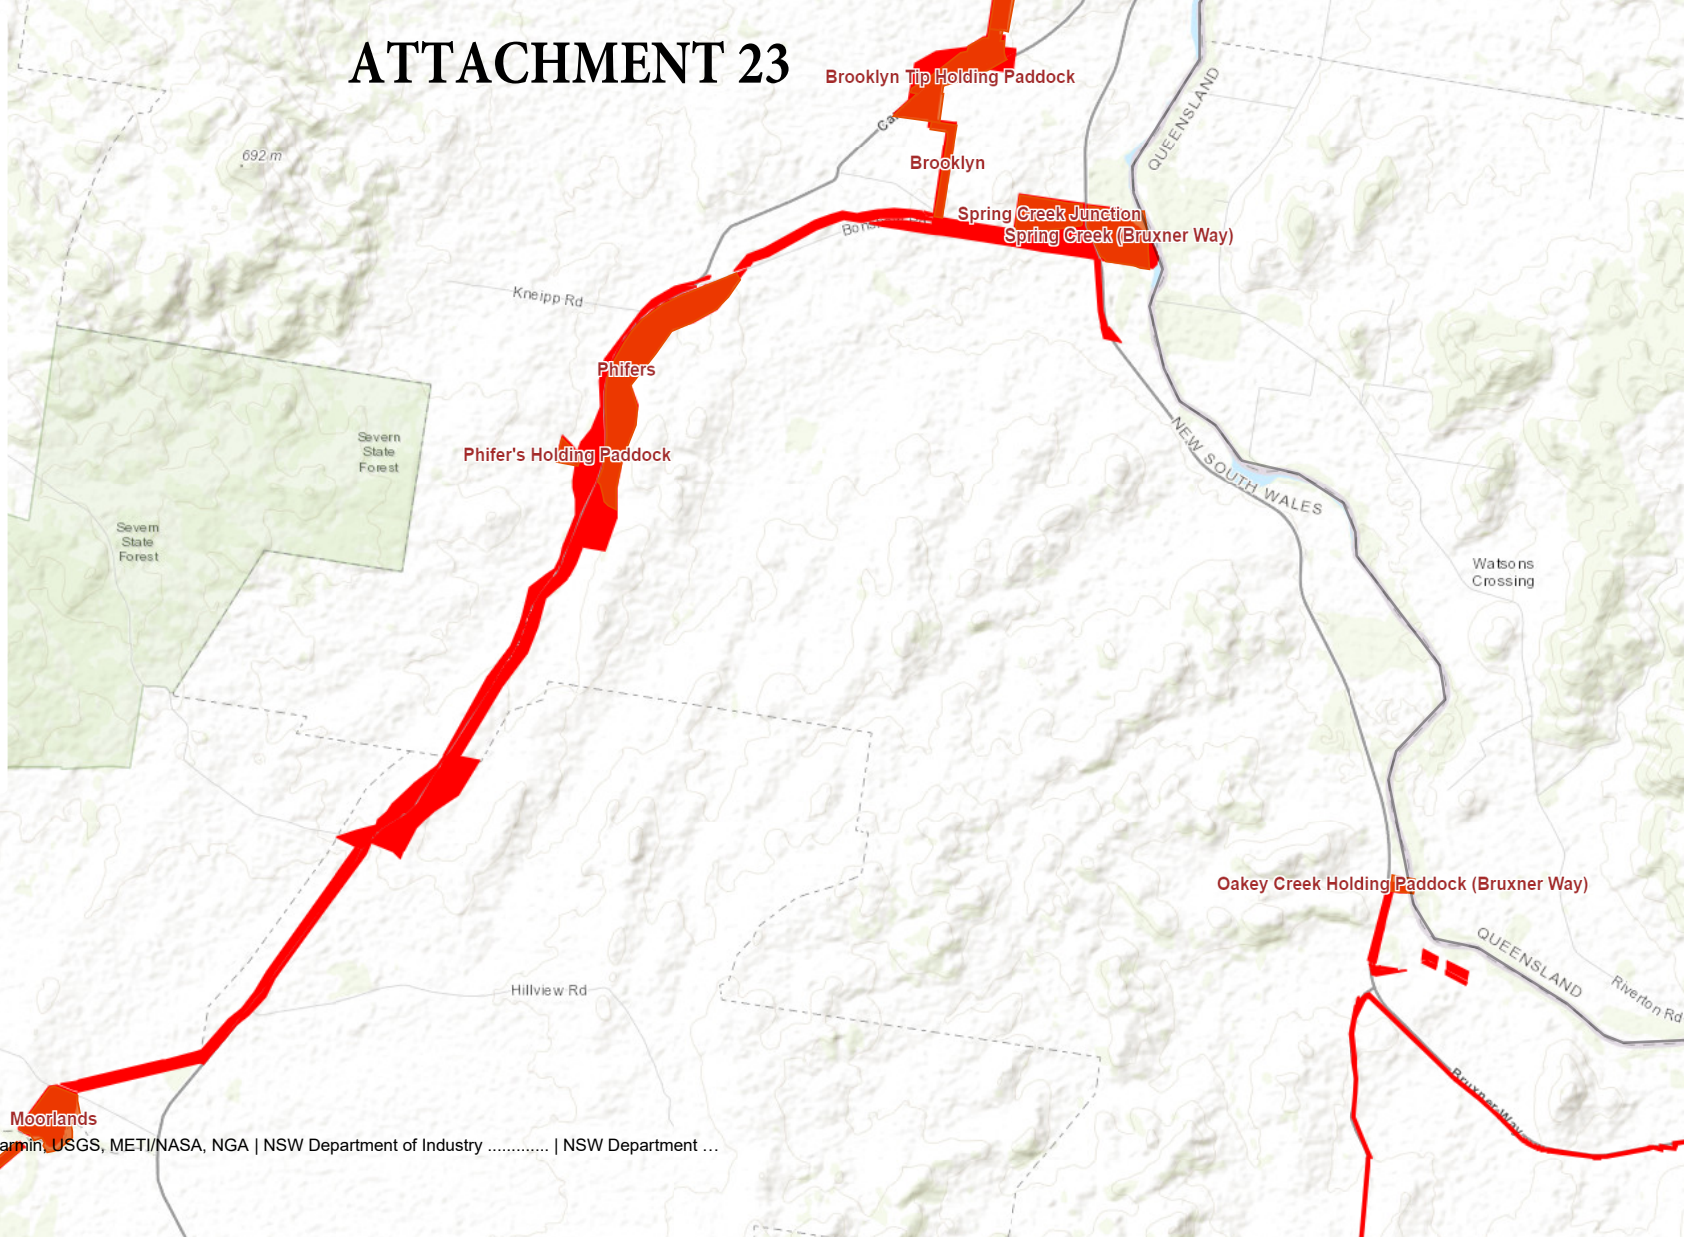 ATTACHMENT 23
Brooklyn Tip Holding Paddock
QUEENSLAND
692 m
Brooklyn
Spring Creek Junction
Spring Creek (Bruxner Way)
Kneipp Rd
Phifers
Severn
State
Forest
Phifer's Holding Paddock
NEW SOUTH WALES
Severn
State
Forest
Watsons
Crossing
Oakey Creek Holding Paddock (Bruxner Way)
QUEENSLAND
Hillview Rd
Riverton Rd
Bruxner Way
Moorlands
armin, USGS, METI/NASA, NGA | NSW Department of Industry ............. | NSW Department …